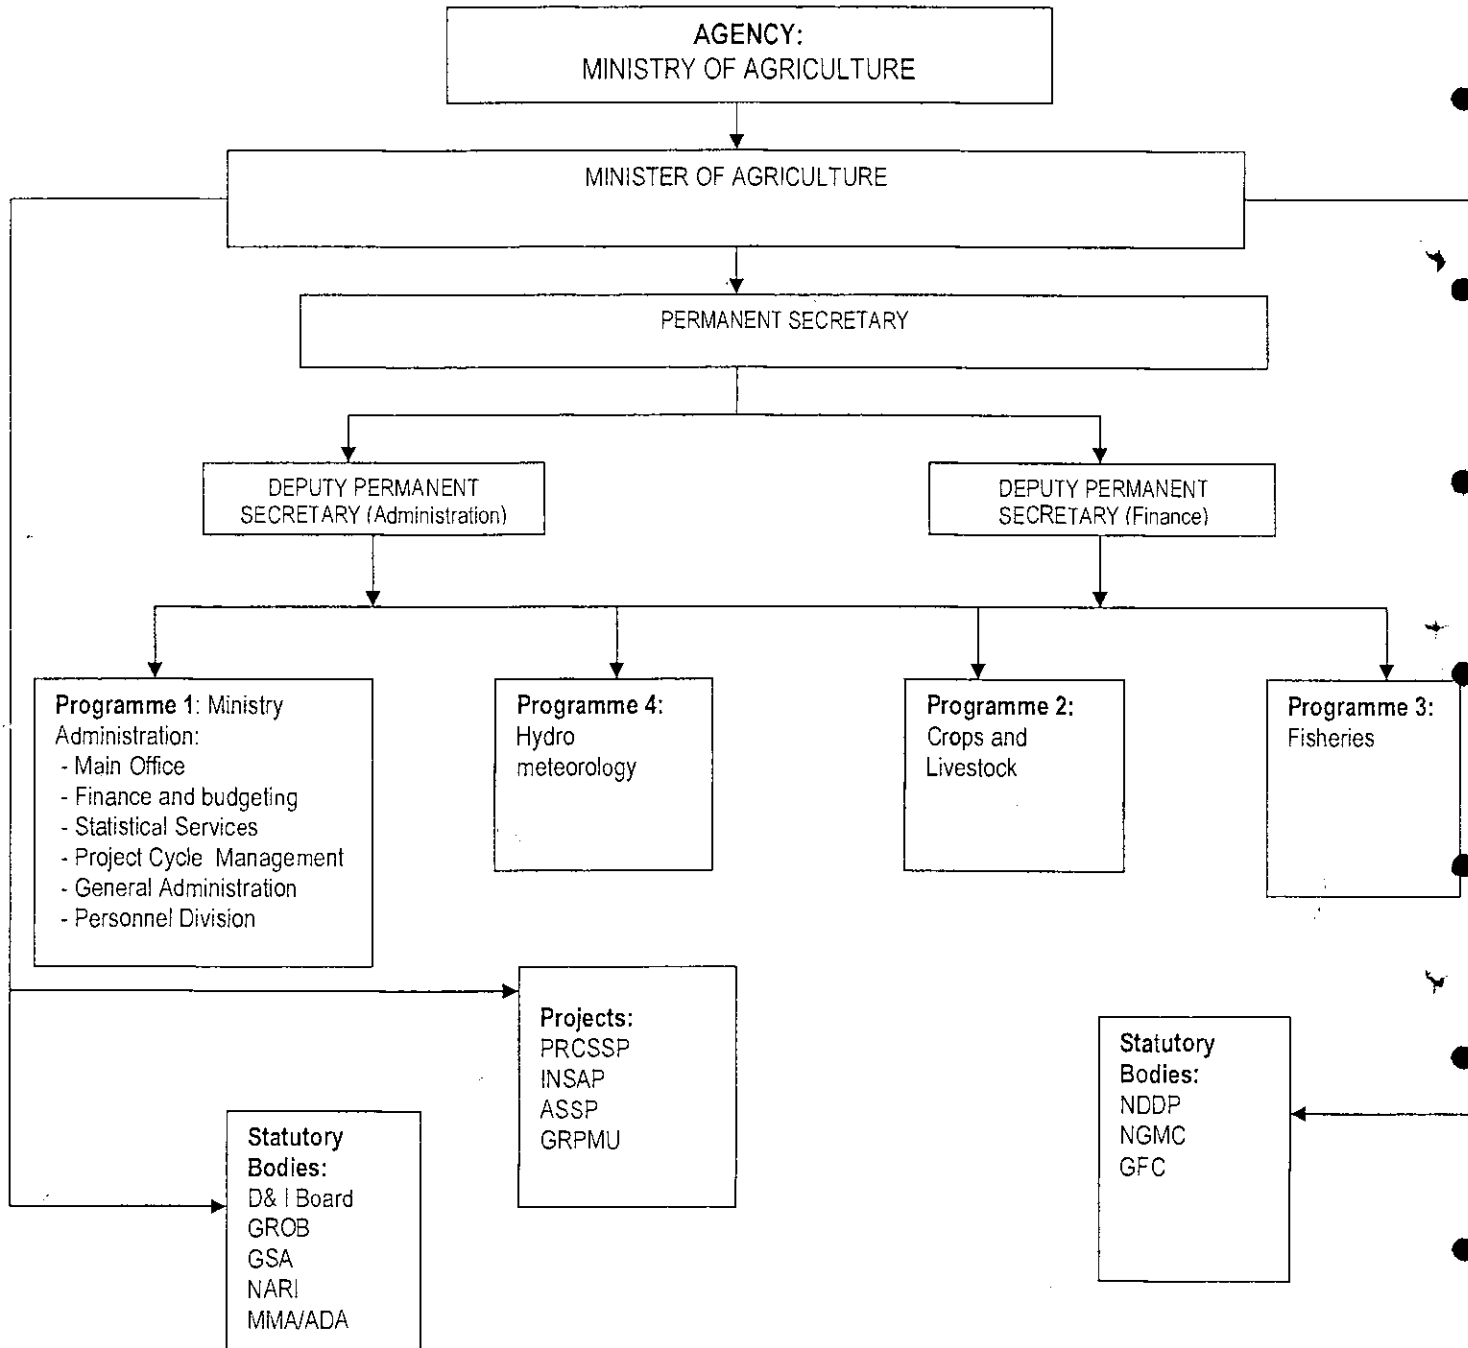 AGENCY:
MINISTRY OF AGRICULTURE
MINISTER OF AGRICULTURE
PERMANENT SECRETARY
DEPUTY PERMANENT
SECRETARY (Administration)
DEPUTY PERMANENT
SECRETARY (Finance)
Programme 1: Ministry
Administration:
- Main Office
- Finance and budgeting
- Statistical Services
- Project Cycle Management
- General Administration
- Personnel Division
Programme 4:
Hydro
meteorology
Programme 2:
Crops and
Livestock
Programme 3:
Fisheries
Projects:
PRCSSP
INSAP
ASSP
GRPMU
Statutory
Bodies:
NDDP
NGMC
GFC
Statutory
Bodies:
D& I Board
GROB
GSA
NARI
MMA/ADA